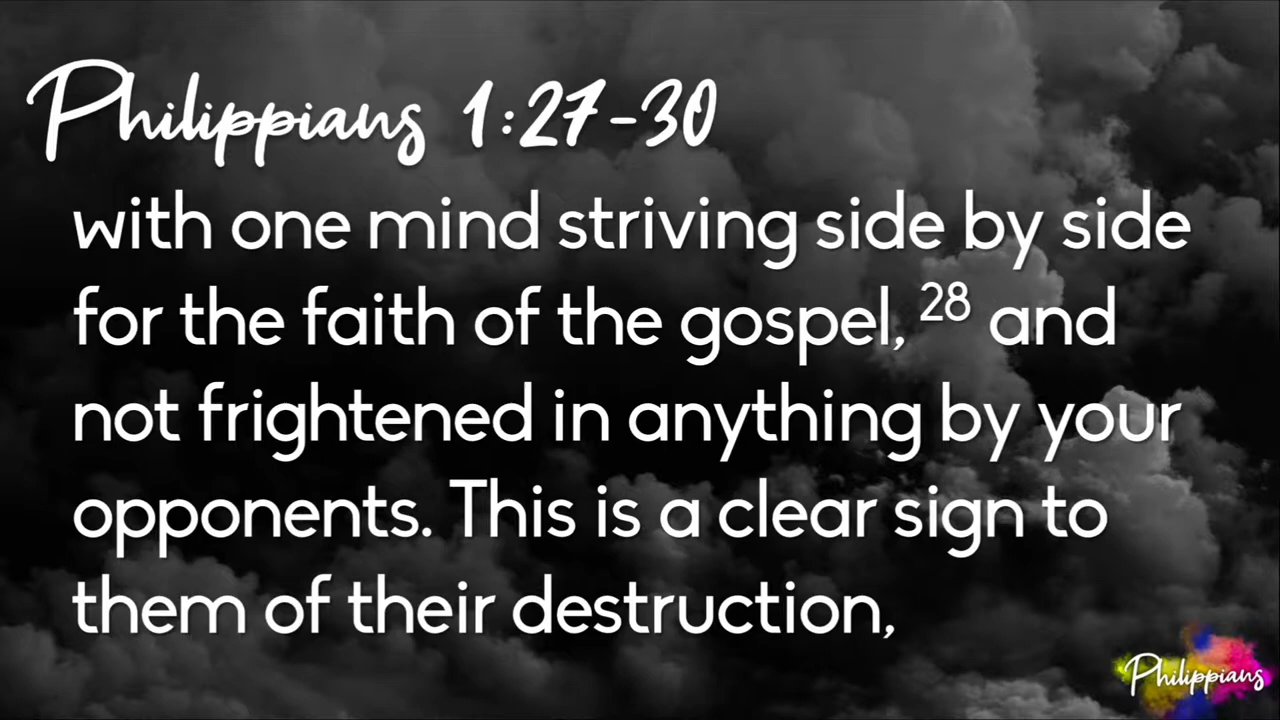 Philippians 1:27-30
with one mind striving side by side
for the faith of the gospel, 28 and
not frightened in anything by your
opponents. This is a clear sign to
them of their destruction,
Philippians